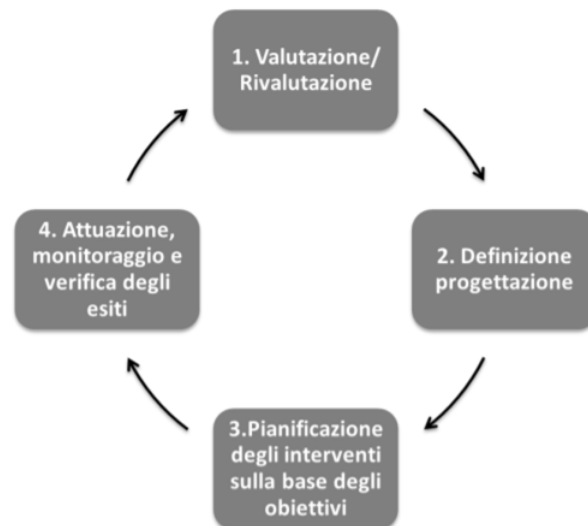 1. Valutazione/
Rivalutazione
2. Definizione
progettazione
3.Pianificazione
degli interventi
sulla base degli
obiettivi
4. Attuazione,
monitoraggio e
verifica degli
esiti